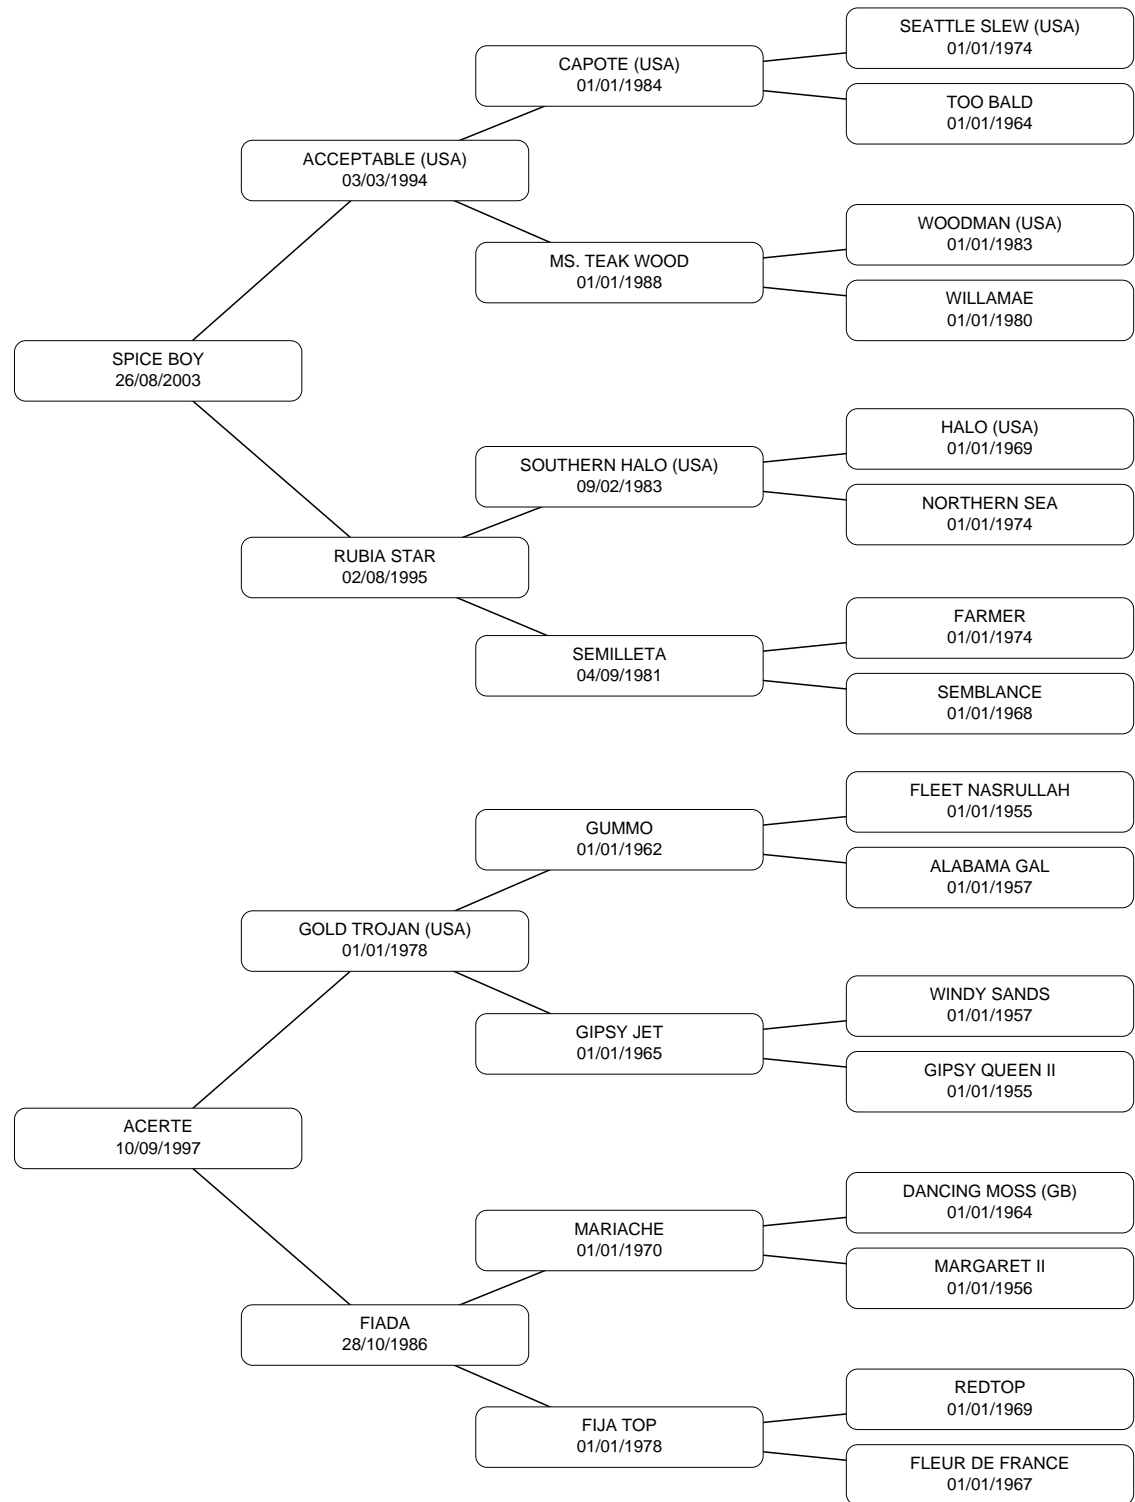 SEATTLE SLEW (USA)
01/01/1974
CAPOTE (USA)
01/01/1984
TOO BALD
01/01/1964
ACCEPTABLE (USA)
03/03/1994
WOODMAN (USA)
01/01/1983
MS. TEAK WOOD
01/01/1988
WILLAMAE
01/01/1980
SPICE BOY
26/08/2003
HALO (USA)
01/01/1969
SOUTHERN HALO (USA)
09/02/1983
NORTHERN SEA
01/01/1974
RUBIA STAR
02/08/1995
FARMER
01/01/1974
SEMILLETA
04/09/1981
SEMBLANCE
01/01/1968
FLEET NASRULLAH
01/01/1955
GUMMO
01/01/1962
ALABAMA GAL
01/01/1957
GOLD TROJAN (USA)
01/01/1978
WINDY SANDS
01/01/1957
GIPSY JET
01/01/1965
GIPSY QUEEN II
01/01/1955
ACERTE
10/09/1997
DANCING MOSS (GB)
01/01/1964
MARIACHE
01/01/1970
MARGARET II
01/01/1956
FIADA
28/10/1986
REDTOP
01/01/1969
FIJA TOP
01/01/1978
FLEUR DE FRANCE
01/01/1967